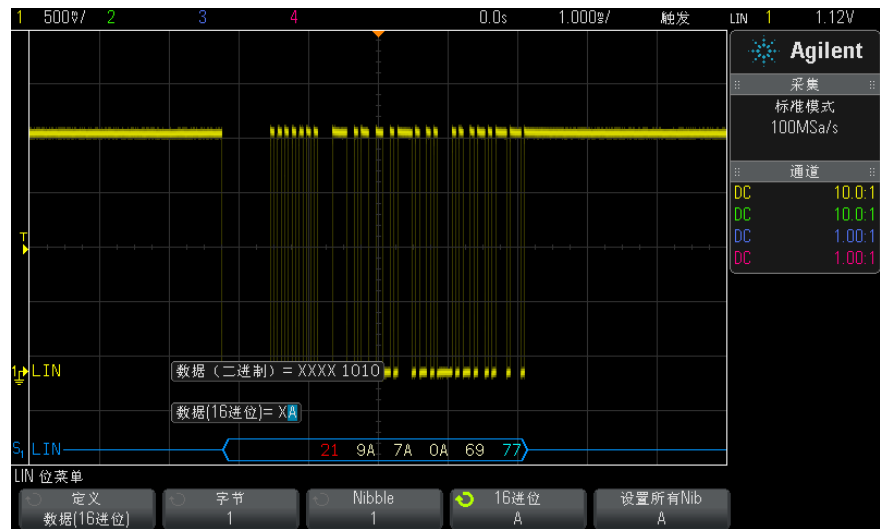 1 500㎷/ 2 3 4 0.0s 1.000㎳/ 触发 LIN 1 1.12V
Agilent
采集
标准模式
100MSa/s
通道
DC 10.0:1
DC 10.0:1
DC 1.00:1
DC 1.00:1
T
1 LIN
数据（二进制）= XXXX 1010
数据(16进位)= XA
S1 LIN 21 9A 7A 0A 69 77
LIN 位菜单
定义 字节 Nibble 16进位 设置所有Nib
数据(16进位) 1 1 A A